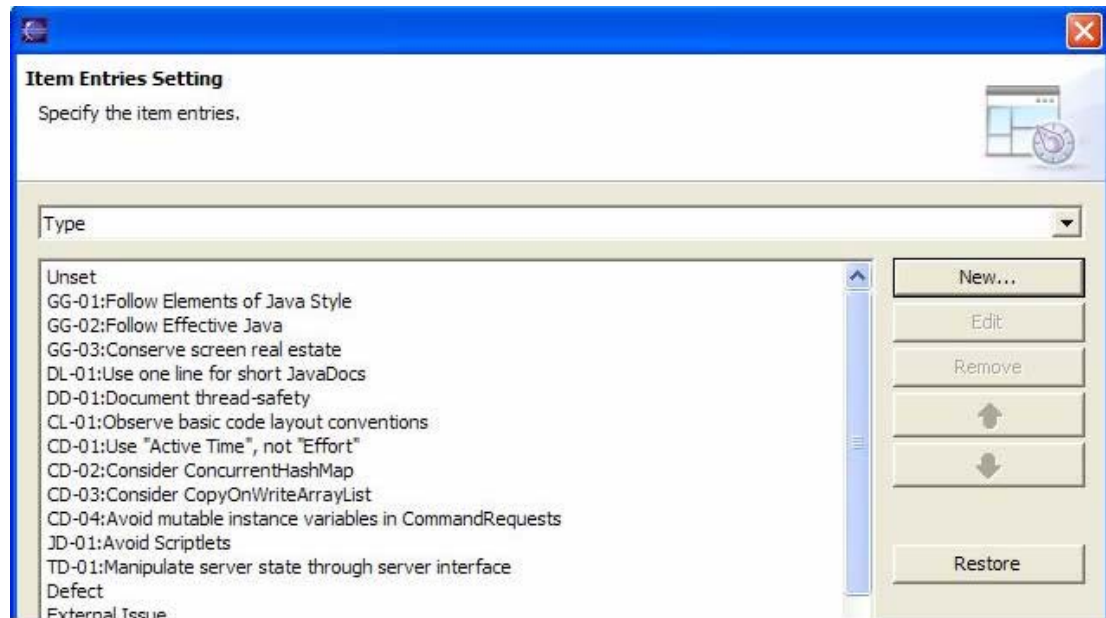 Item Entries Setting
Specify the item entries.
Type
Unset
GG-01:Follow Elements of Java Style
GG-02:Follow Effective Java
GG-03:Conserve screen real estate
DL-01:Use one line for short JavaDocs
DD-01:Document thread-safety
CL-01:Observe basic code layout conventions
CD-01:Use "Active Time", not "Effort"
CD-02:Consider ConcurrentHashMap
CD-03:Consider CopyOnWriteArrayList
CD-04:Avoid mutable instance variables in CommandRequests
JD-01:Avoid Scriptlets
TD-01:Manipulate server state through server interface
Defect
External Issue
New...
Edit
Remove
Restore